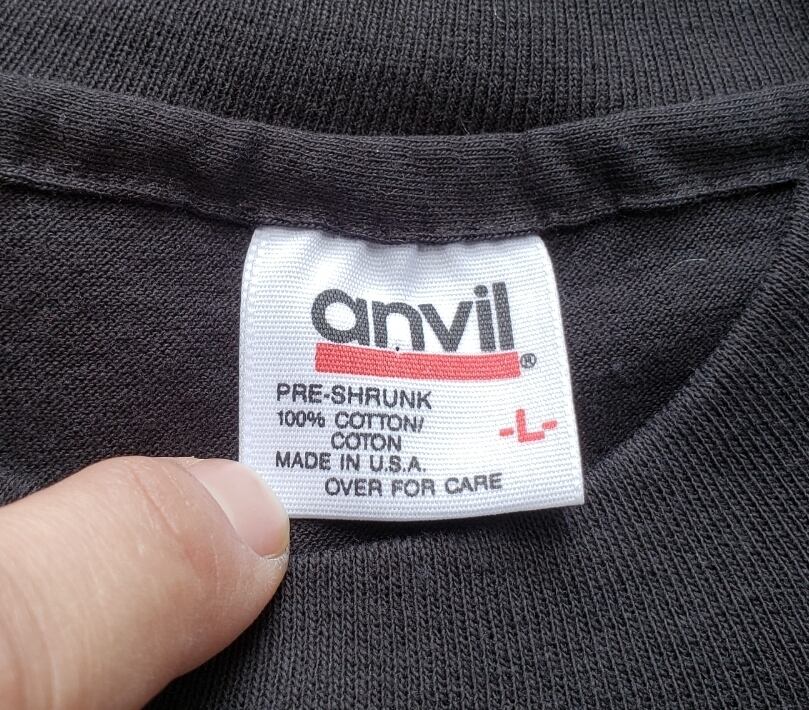 anvil®
PRE-SHRUNK
100% COTTON/
COTON
-L-
MADE IN U.S.A.
OVER FOR CARE